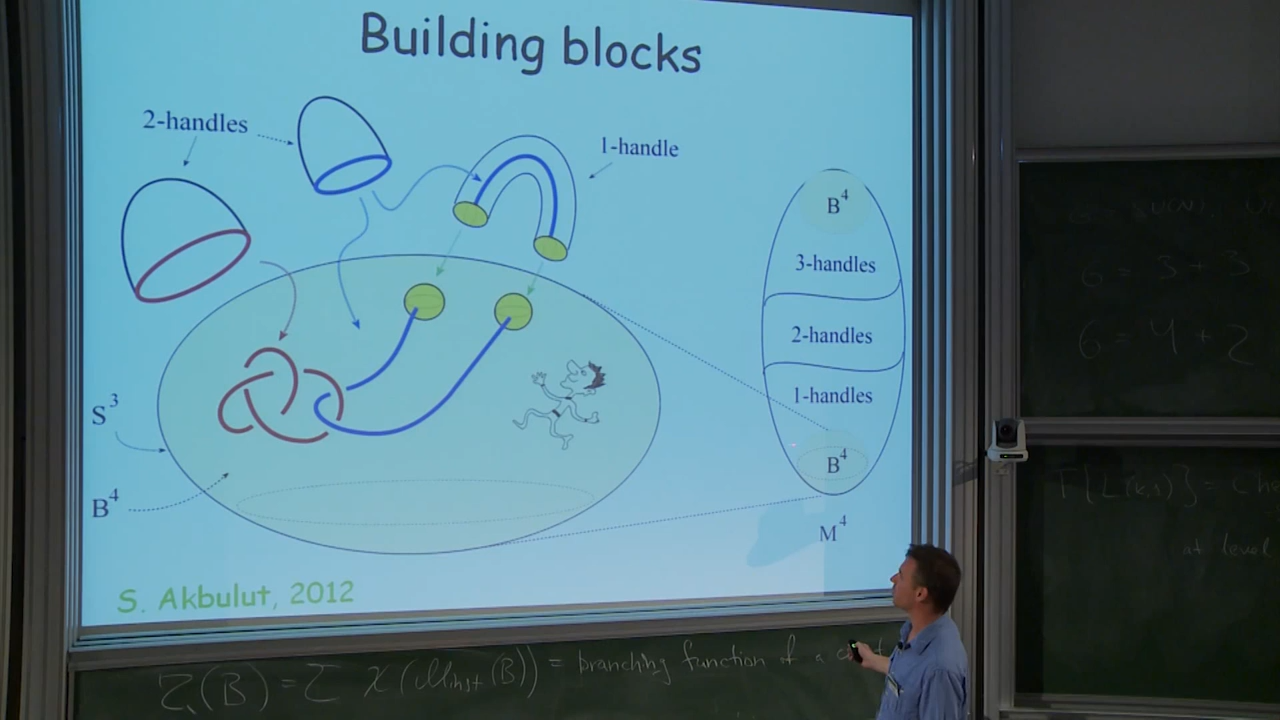 Building blocks
2-handles
1-handle
B⁴
3-handles
2-handles
1-handles
B⁴
M⁴
S³
B⁴
S. Akbulut, 2012
6 = 3 + 3
6 = 4 + 2
at level
(B) = Σ χ(M_inst(B)) = branching function of a